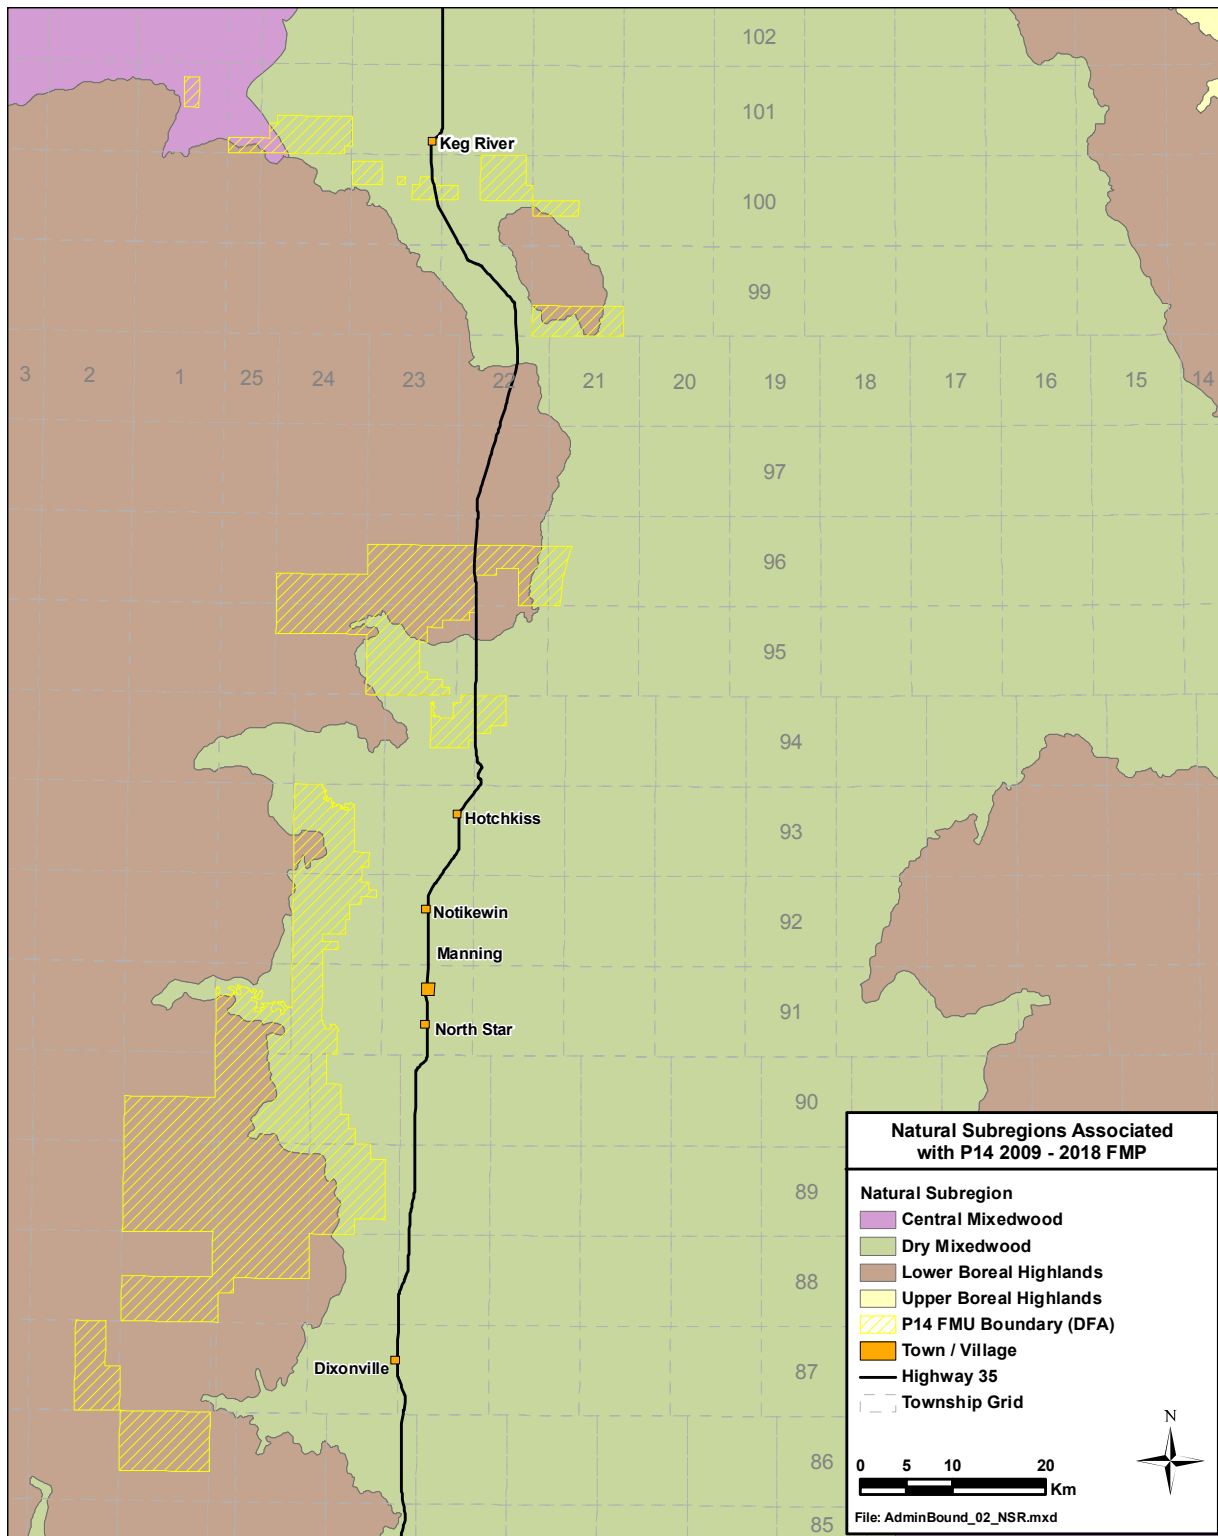 102
101
Keg River
100
99
3 2 1 25 24 23 22 21 20 19 18 17 16 15 14
97
96
95
94
Hotchkiss
93
Notikewin
92
Manning
91
North Star
90
89
88
Dixonville
87
86
85
Natural Subregions Associated
with P14 2009 - 2018 FMP
Natural Subregion
Central Mixedwood
Dry Mixedwood
Lower Boreal Highlands
Upper Boreal Highlands
P14 FMU Boundary (DFA)
Town / Village
Highway 35
Township Grid
N
0 5 10 20
Km
File: AdminBound_02_NSR.mxd